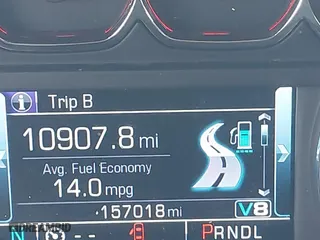 i Trip B
10907.8 mi
Avg. Fuel Economy
14.0 mpg
157018 mi V8
N -- PRNDL